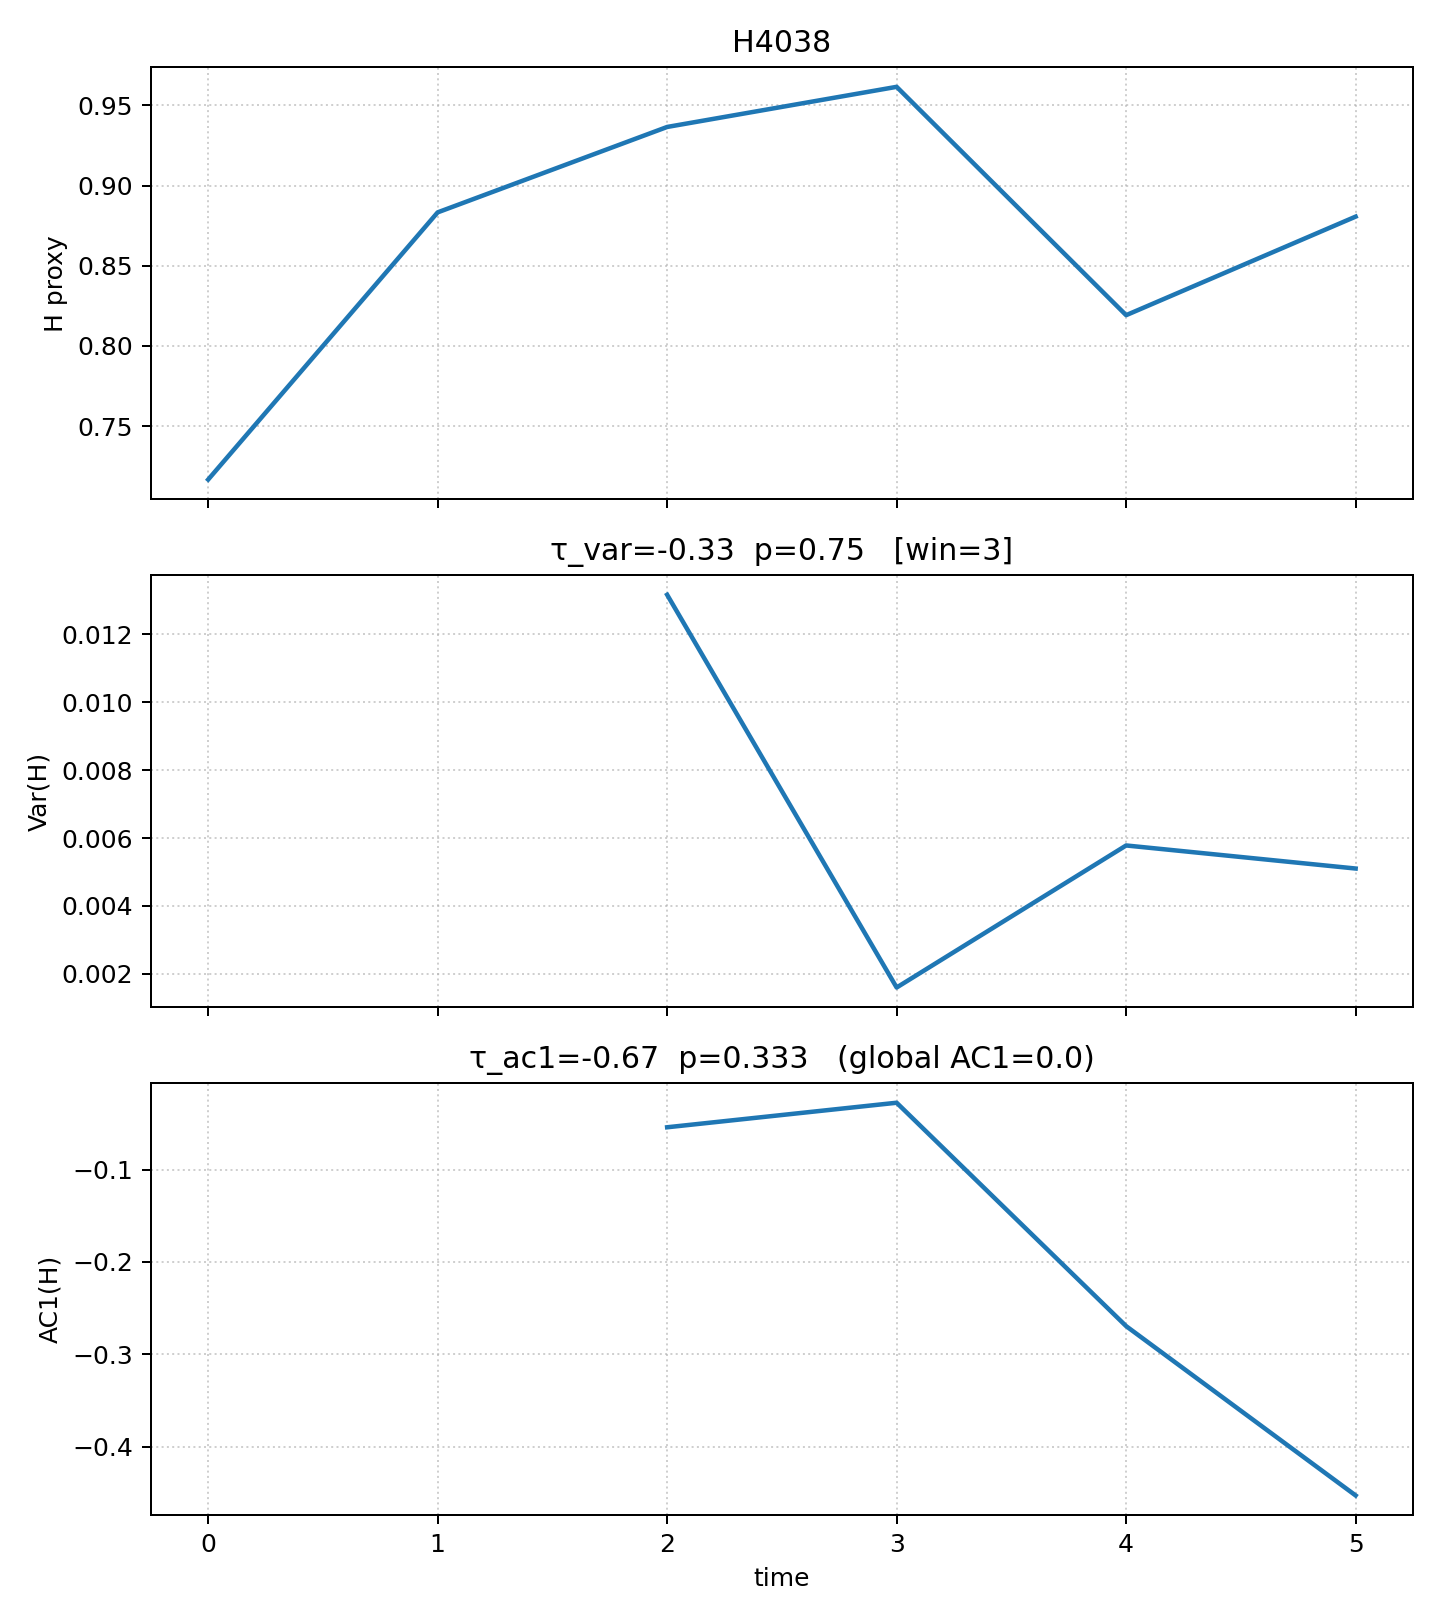 H4038
0.95
0.90
0.85
0.80
0.75
H proxy
τ_var=-0.33  p=0.75   [win=3]
0.012
0.010
0.008
0.006
0.004
0.002
Var(H)
τ_ac1=-0.67  p=0.333   (global AC1=0.0)
−0.1
−0.2
−0.3
−0.4
AC1(H)
0 1 2 3 4 5
time